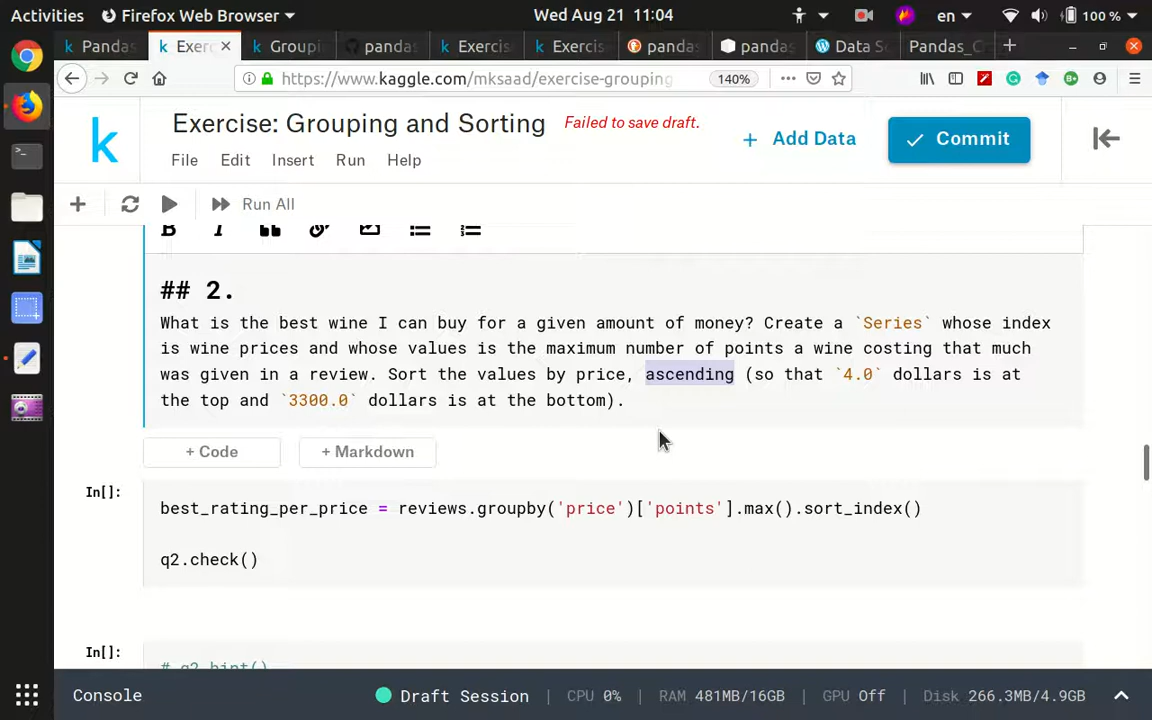 Activities Firefox Web Browser Wed Aug 21 11:04 en 100 %
k Pandas k Exerc k Groupi pandas k Exercis k Exercis pandas pandas Data Sc Pandas_C
https://www.kaggle.com/mksaad/exercise-grouping 140%
k Exercise: Grouping and Sorting Failed to save draft. + Add Data Commit
File Edit Insert Run Help
Run All
B I
## 2.
What is the best wine I can buy for a given amount of money? Create a `Series` whose index
is wine prices and whose values is the maximum number of points a wine costing that much
was given in a review. Sort the values by price, ascending (so that `4.0` dollars is at
the top and `3300.0` dollars is at the bottom).
+ Code + Markdown
In[]:
best_rating_per_price = reviews.groupby('price')['points'].max().sort_index()
q2.check()
In[]:
# q2.hint()
Console Draft Session | CPU 0% | RAM 481MB/16GB | GPU Off | Disk 266.3MB/4.9GB